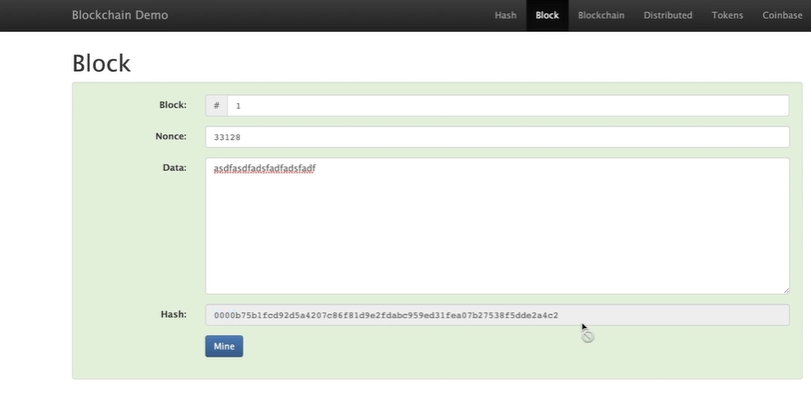 Blockchain Demo
Hash Block Blockchain Distributed Tokens Coinbase
Block
Block: # 1
Nonce: 33128
Data: asdfasdfadsfadfadsfadf
Hash: 0000b75b1fcd92d5a4207c86f81d9e2fdabc959ed31fea07b27538f5dde2a4c2
Mine